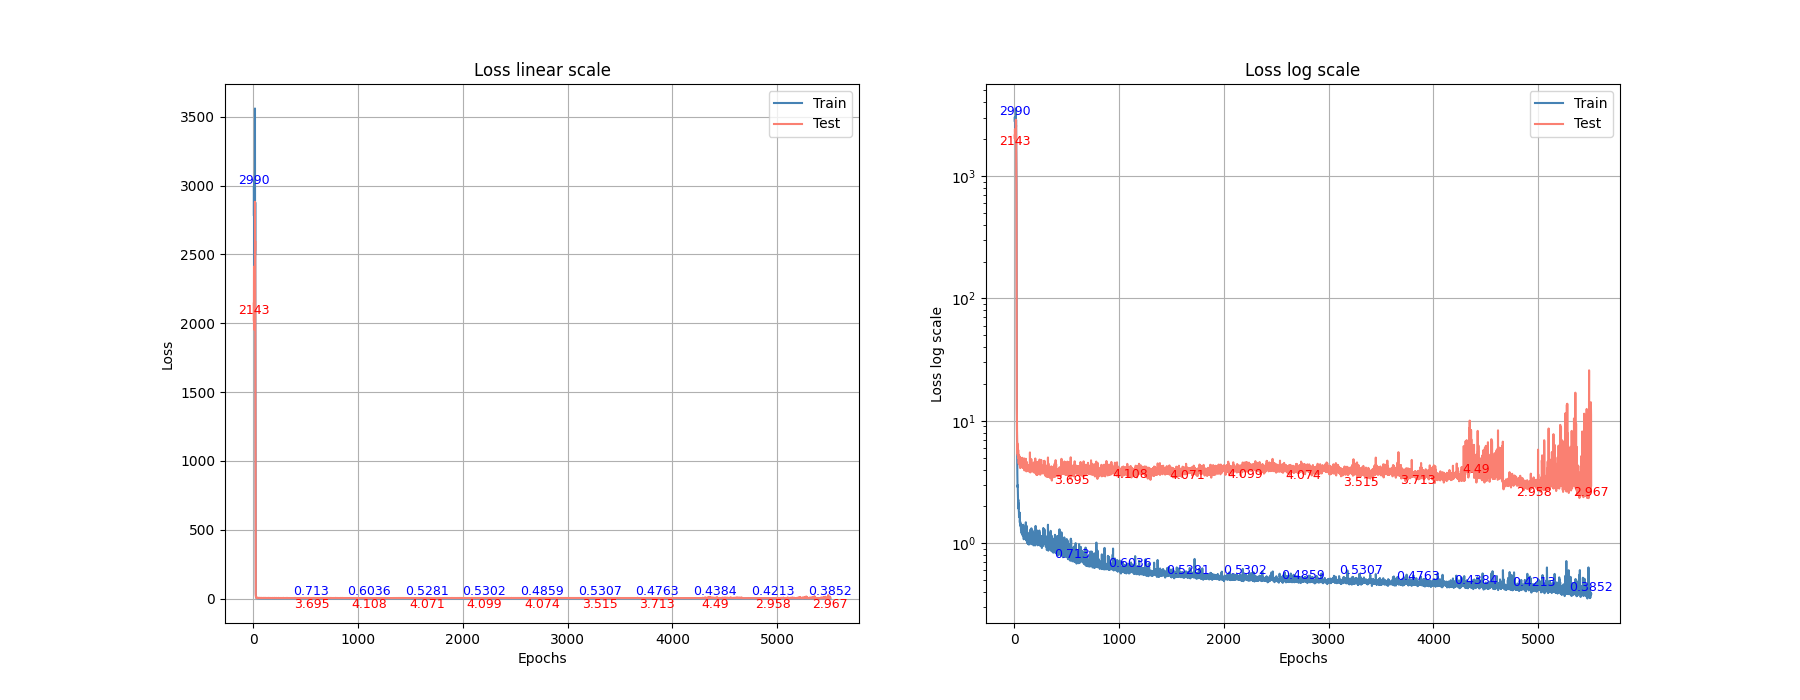 Loss linear scale
Train
Test
3500
3000
2500
2000
1500
1000
500
0
Loss
2990
2143
0.713 0.6036 0.5281 0.5302 0.4859 0.5307 0.4763 0.4384 0.4213 0.3852
3.695 4.108 4.071 4.099 4.074 3.515 3.713 4.49 2.958 2.967
0 1000 2000 3000 4000 5000
Epochs
Loss log scale
Train
Test
10³
10²
10¹
10⁰
Loss log scale
2990
2143
3.695 4.108 4.071 4.099 4.074 3.515 3.713 4.49 2.958 2.967
0.713 0.6036 0.5281 0.5302 0.4859 0.5307 0.4763 0.4384 0.4213 0.3852
0 1000 2000 3000 4000 5000
Epochs